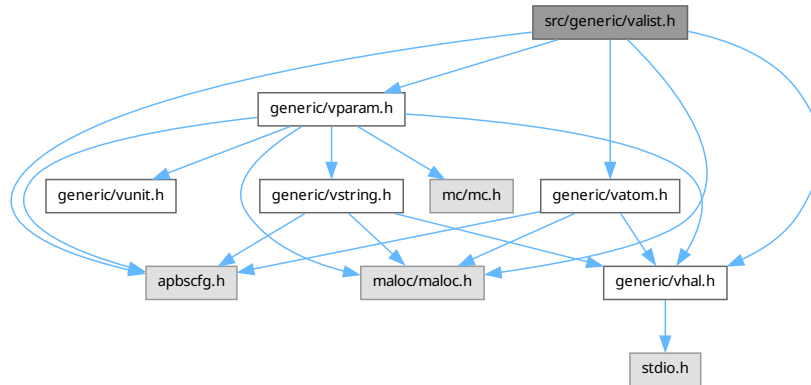 src/generic/valist.h
generic/vparam.h
generic/vunit.h
generic/vstring.h
mc/mc.h
generic/vatom.h
apbscfg.h
maloc/maloc.h
generic/vhal.h
stdio.h